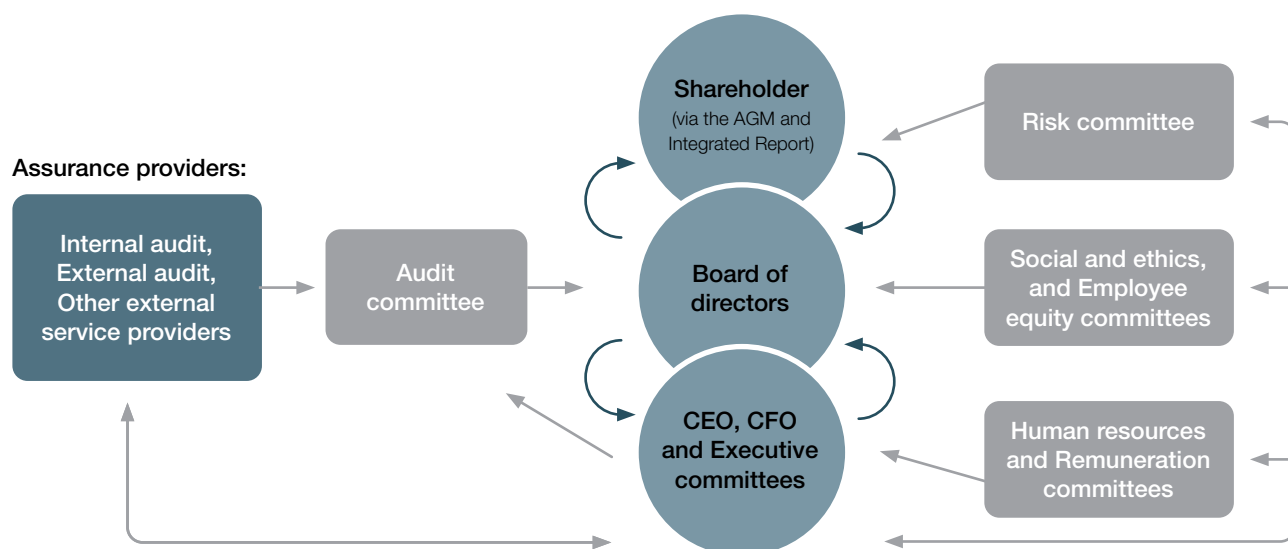 Assurance providers:
Internal audit,
External audit,
Other external
service providers
Audit
committee
Shareholder
(via the AGM and
Integrated Report)
Board of
directors
CEO, CFO
and Executive
committees
Risk committee
Social and ethics,
and Employee
equity committees
Human resources
and Remuneration
committees